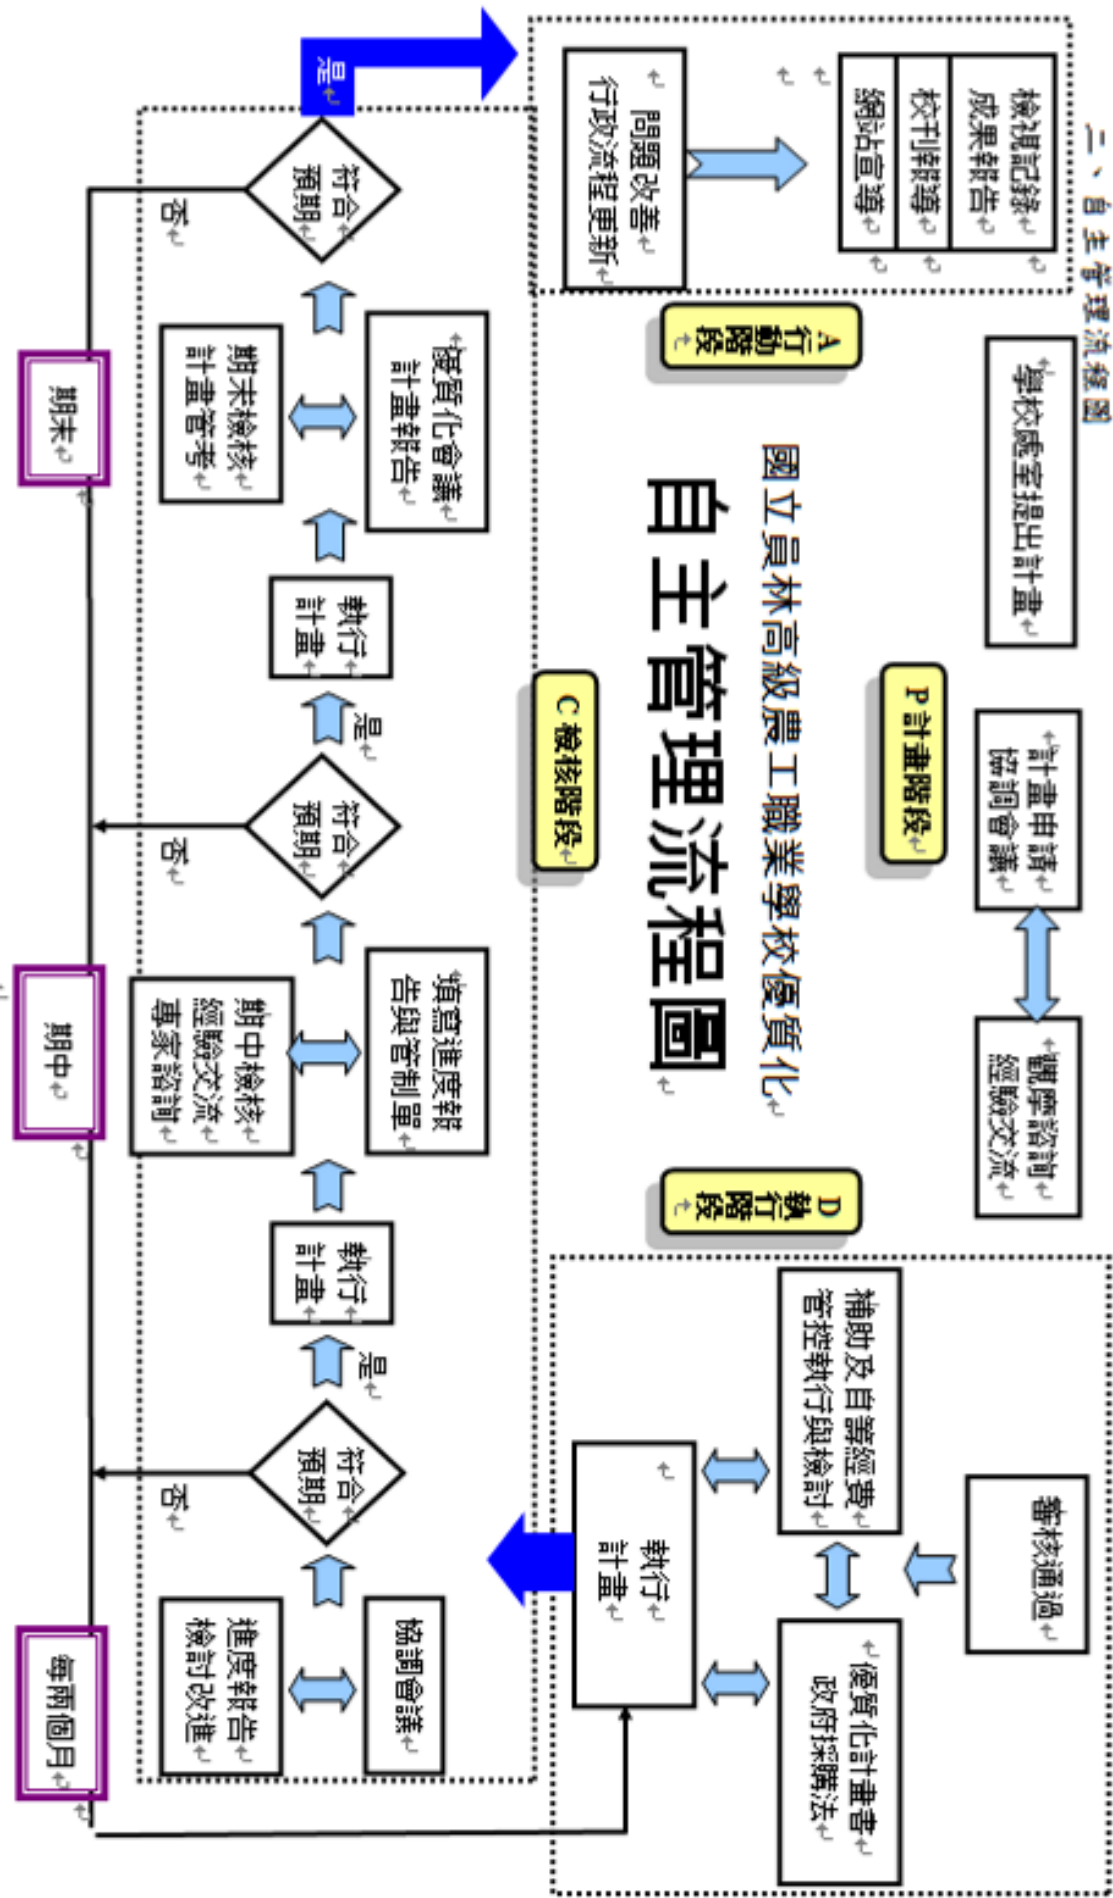 二、自主管理流程圖
學校處室提出計畫
計畫申請
協調會議
觀摩諮詢
經驗交流
P 計畫階段
檢視記錄
成果報告
校刊報導
網站宣導
問題改善
行政流程更新
A
行動階段
國立員林高級農工職業學校優質化
自主管理流程圖
D
執行階段
審核通過
補助及自籌經費
管控執行與檢討
優質化計畫書
政府採購法
執行
計畫
C 檢核階段
是
符合
預期
否
優質化會議
計畫報告
期末檢核
計畫管考
執行
計畫
是
符合
預期
否
填寫進度報
告與管制單
期中檢核
經驗交流
專家諮詢
執行
計畫
是
符合
預期
否
協調會議
進度報告
檢討改進
期末
期中
每兩個月